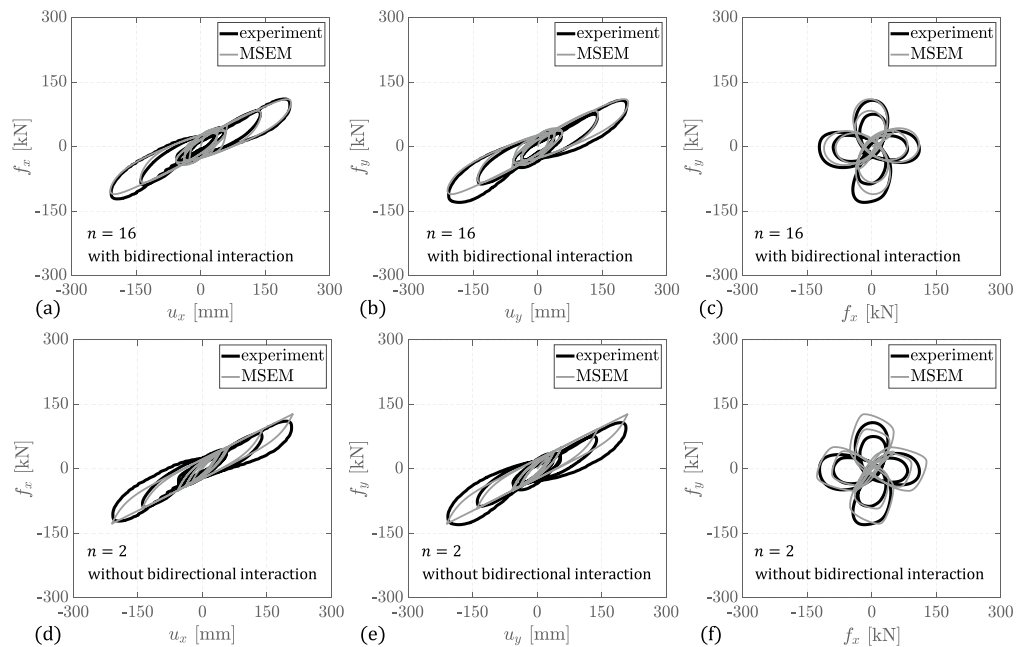 300
150
0
-150
-300
f_x [kN]
experiment
MSEM
n = 16
with bidirectional interaction
-300 -150 0 150 300
(a) u_x [mm]
300
150
0
-150
-300
f_y [kN]
experiment
MSEM
n = 16
with bidirectional interaction
-300 -150 0 150 300
(b) u_y [mm]
300
150
0
-150
-300
f_y [kN]
experiment
MSEM
n = 16
with bidirectional interaction
-300 -150 0 150 300
(c) f_x [kN]
300
150
0
-150
-300
f_x [kN]
experiment
MSEM
n = 2
without bidirectional interaction
-300 -150 0 150 300
(d) u_x [mm]
300
150
0
-150
-300
f_y [kN]
experiment
MSEM
n = 2
without bidirectional interaction
-300 -150 0 150 300
(e) u_y [mm]
300
150
0
-150
-300
f_y [kN]
experiment
MSEM
n = 2
without bidirectional interaction
-300 -150 0 150 300
(f) f_x [kN]